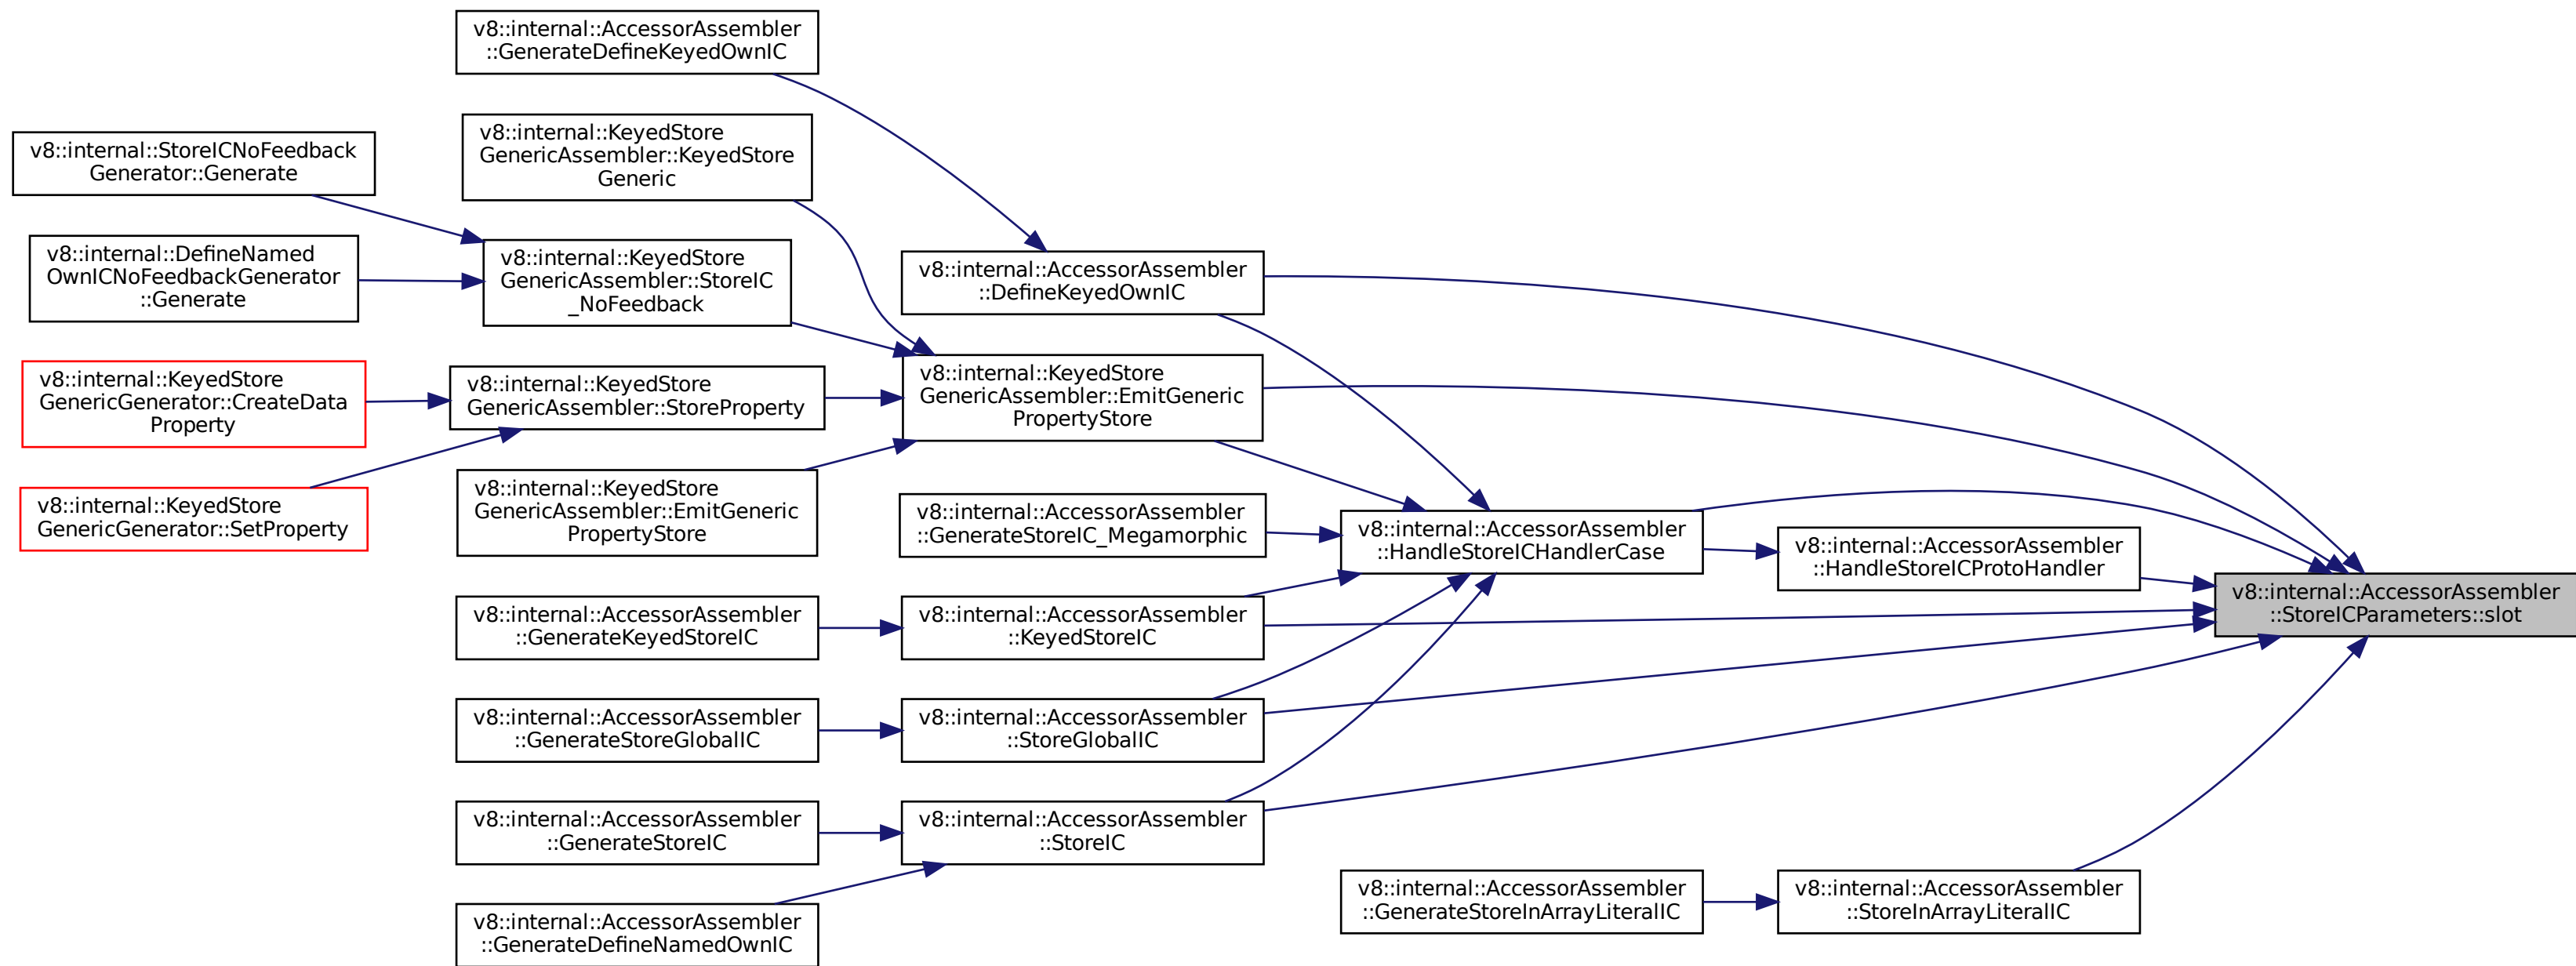 v8::internal::AccessorAssembler
::GenerateDefineKeyedOwnIC
v8::internal::KeyedStore
GenericAssembler::KeyedStore
Generic
v8::internal::StoreICNoFeedback
Generator::Generate
v8::internal::DefineNamed
OwnICNoFeedbackGenerator
::Generate
v8::internal::KeyedStore
GenericAssembler::StoreIC
_NoFeedback
v8::internal::AccessorAssembler
::DefineKeyedOwnIC
v8::internal::KeyedStore
GenericGenerator::CreateData
Property
v8::internal::KeyedStore
GenericAssembler::StoreProperty
v8::internal::KeyedStore
GenericAssembler::EmitGeneric
PropertyStore
v8::internal::KeyedStore
GenericGenerator::SetProperty
v8::internal::KeyedStore
GenericAssembler::EmitGeneric
PropertyStore
v8::internal::AccessorAssembler
::GenerateStoreIC_Megamorphic
v8::internal::AccessorAssembler
::HandleStoreICHandlerCase
v8::internal::AccessorAssembler
::HandleStoreICProtoHandler
v8::internal::AccessorAssembler
::StoreICParameters::slot
v8::internal::AccessorAssembler
::GenerateKeyedStoreIC
v8::internal::AccessorAssembler
::KeyedStoreIC
v8::internal::AccessorAssembler
::GenerateStoreGlobalIC
v8::internal::AccessorAssembler
::StoreGlobalIC
v8::internal::AccessorAssembler
::GenerateStoreIC
v8::internal::AccessorAssembler
::StoreIC
v8::internal::AccessorAssembler
::GenerateStoreInArrayLiteralIC
v8::internal::AccessorAssembler
::StoreInArrayLiteralIC
v8::internal::AccessorAssembler
::GenerateDefineNamedOwnIC